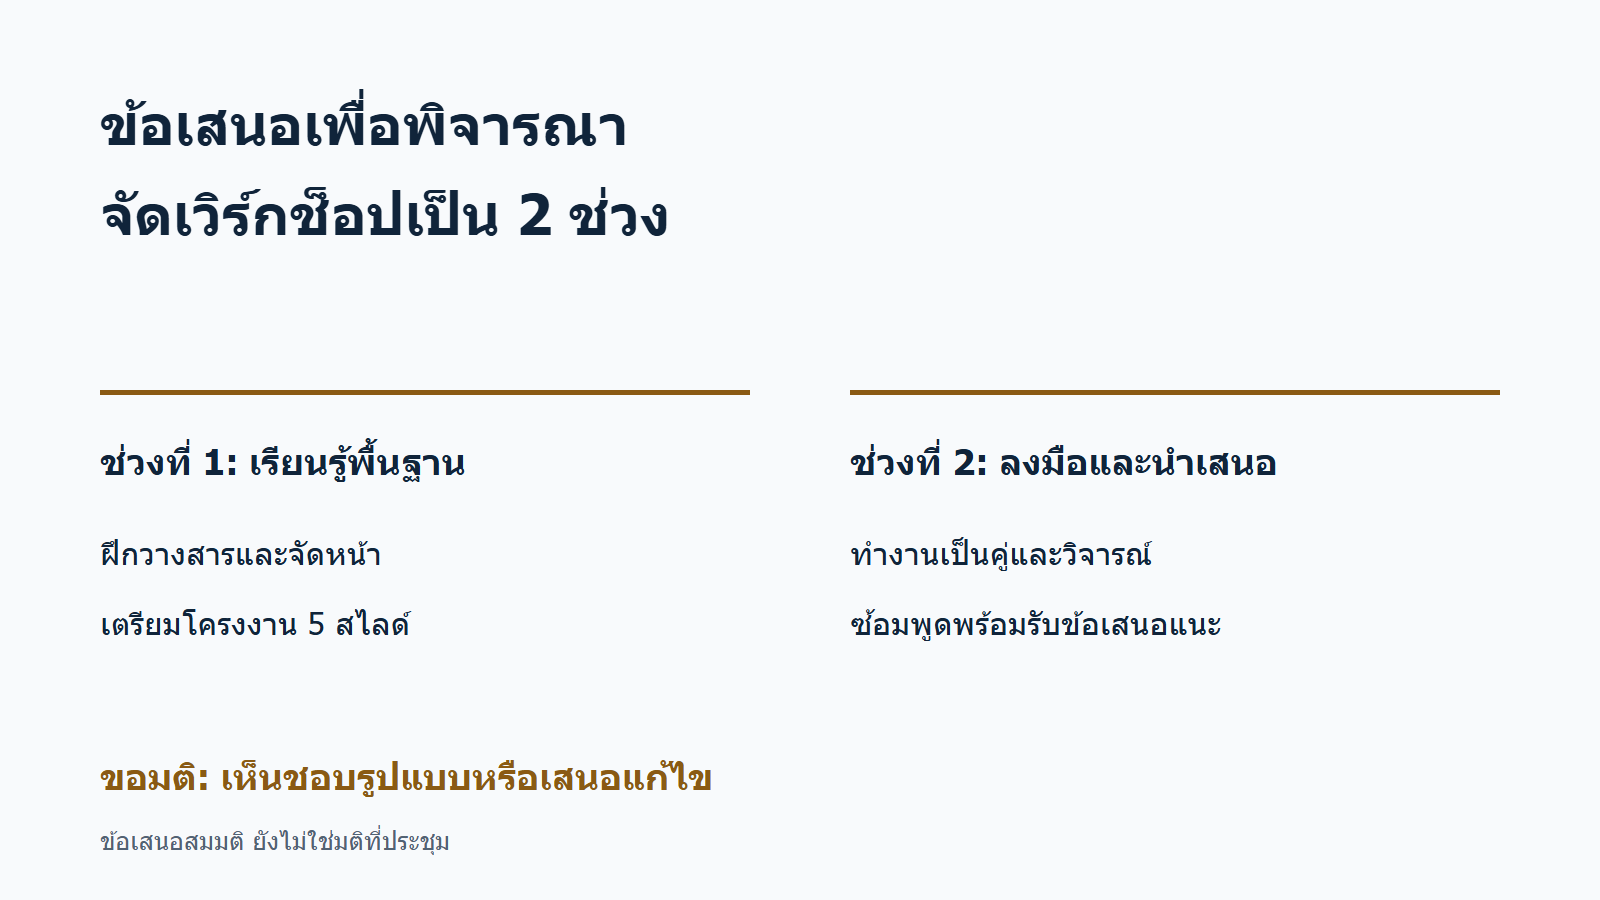 ข้อเสนอเพื่อพิจารณา
จัดเวิร์กช็อปเป็น 2 ช่วง
ช่วงที่ 1: เรียนรู้พื้นฐาน
ฝึกวางสารและจัดหน้า
เตรียมโครงงาน 5 สไลด์
ช่วงที่ 2: ลงมือและนำเสนอ
ทำงานเป็นคู่และวิจารณ์
ซ้อมพูดพร้อมรับข้อเสนอแนะ
ขอมติ: เห็นชอบรูปแบบหรือเสนอแก้ไข
ข้อเสนอสมมติ ยังไม่ใช่มติที่ประชุม